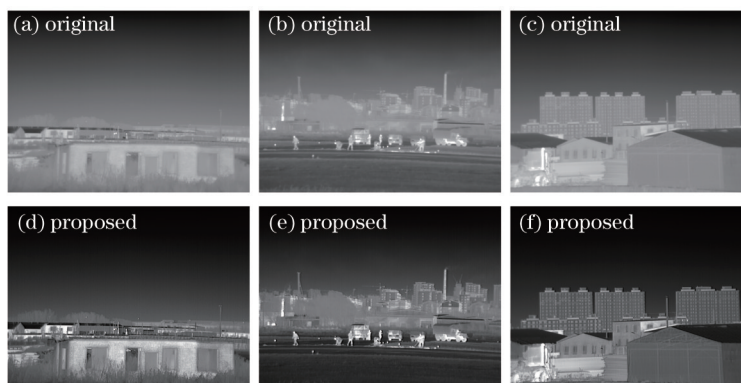 (a) original
(b) original
(c) original
(d) proposed
(e) proposed
(f) proposed